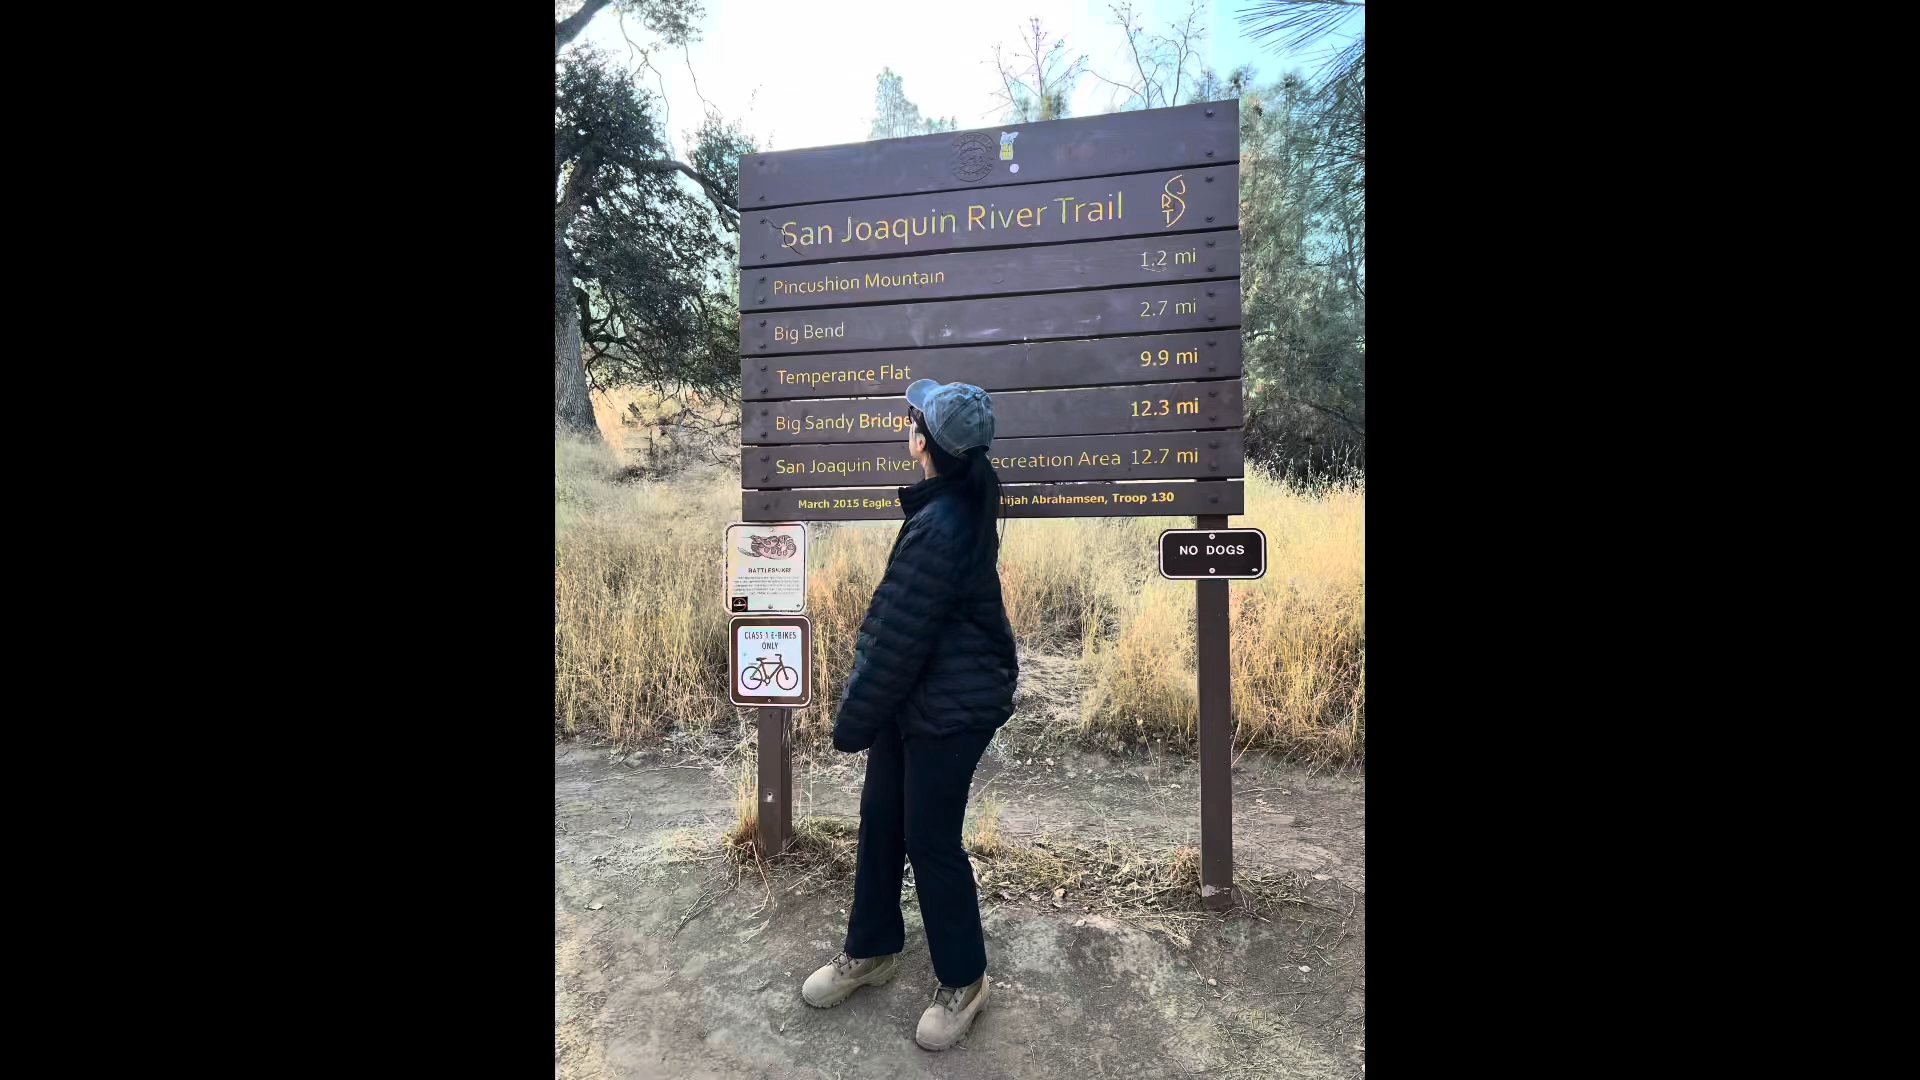 San Joaquin River Trail
SRT
Pincushion Mountain 1.2 mi
Big Bend 2.7 mi
Temperance Flat 9.9 mi
Big Sandy Bridge 12.3 mi
San Joaquin River ecreation Area 12.7 mi
March 2015 Eagle S bijah Abrahamsen, Troop 130
RATTLESNAKE!
NO DOGS
CLASS 1 E-BIKES
ONLY